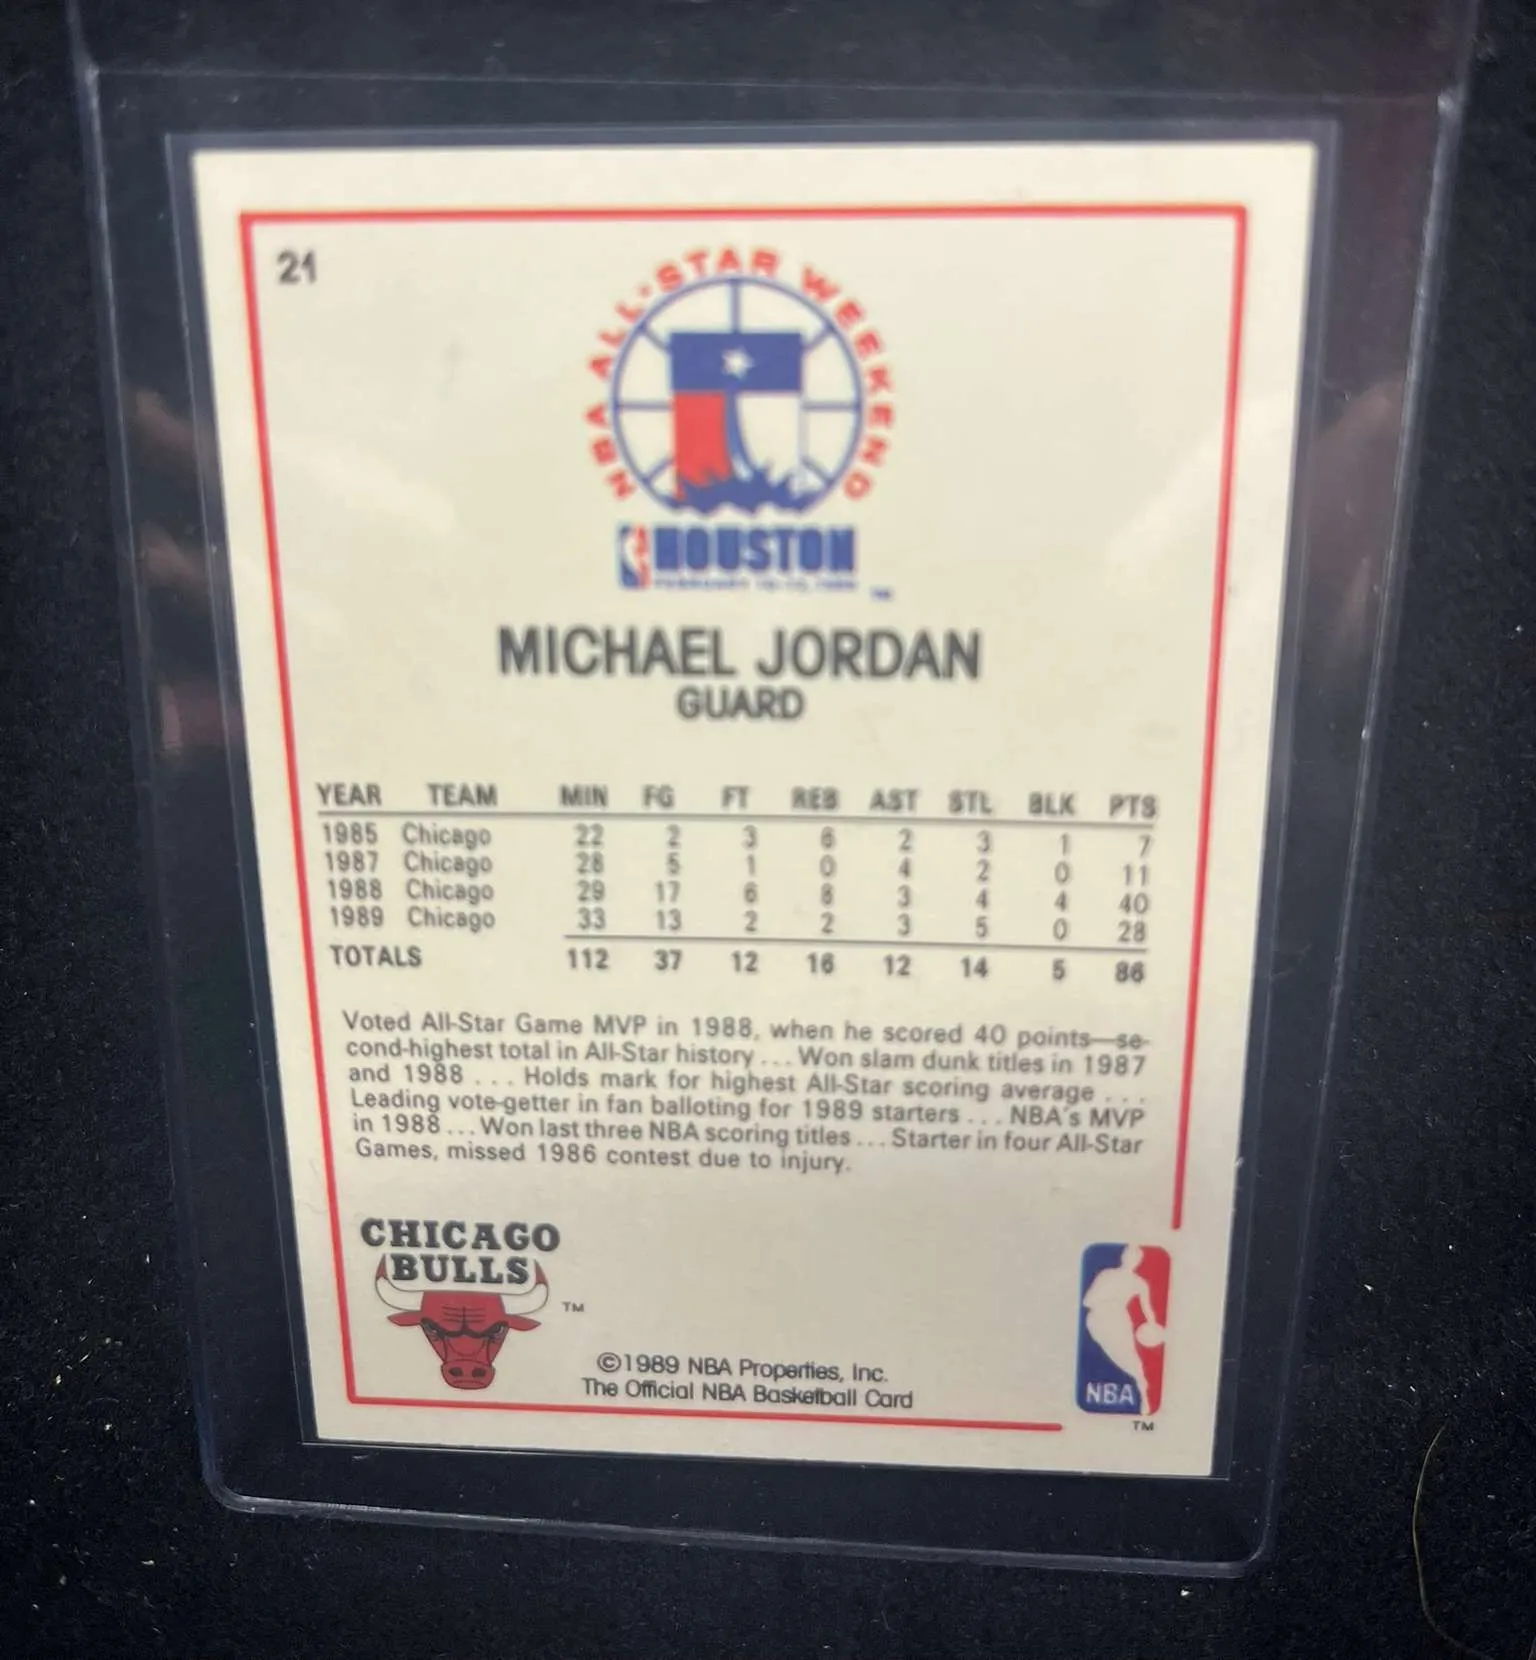 21
NBA ALL-STAR WEEKEND
HOUSTON
TM
MICHAEL JORDAN
GUARD
YEAR TEAM MIN FG FT REB AST STL BLK PTS
1985 Chicago 22 2 3 6 2 3 1 7
1987 Chicago 28 5 1 0 4 2 0 11
1988 Chicago 29 17 6 8 3 4 4 40
1989 Chicago 33 13 2 2 3 5 0 28
TOTALS 112 37 12 16 12 14 5 86
Voted All-Star Game MVP in 1988, when he scored 40 points—se-
cond-highest total in All-Star history ... Won slam dunk titles in 1987
and 1988 ... Holds mark for highest All-Star scoring average ...
Leading vote-getter in fan balloting for 1989 starters ... NBA's MVP
in 1988 ... Won last three NBA scoring titles ... Starter in four All-Star
Games, missed 1986 contest due to injury.
CHICAGO
BULLS
TM
©1989 NBA Properties, Inc.
The Official NBA Basketball Card
NBA
TM